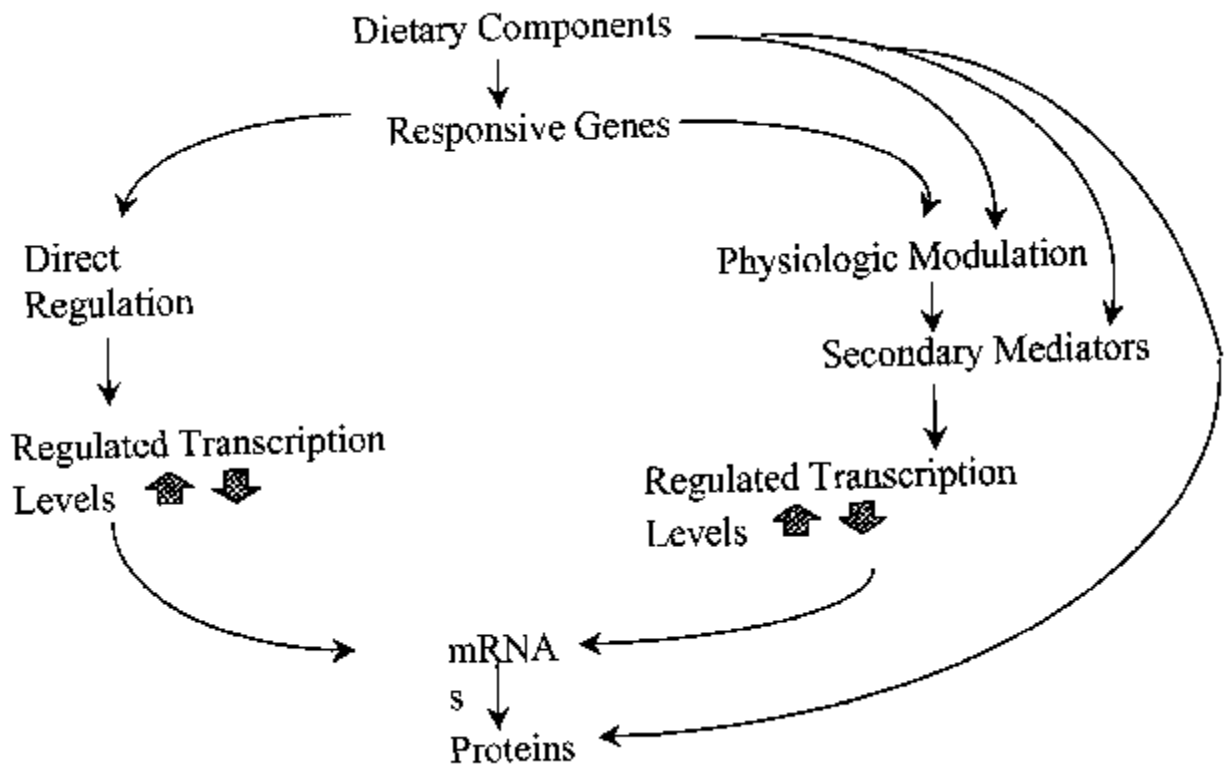 Dietary Components
Responsive Genes
Direct
Regulation
Physiologic Modulation
Secondary Mediators
Regulated Transcription
Levels
Regulated Transcription
Levels
mRNA
s
Proteins